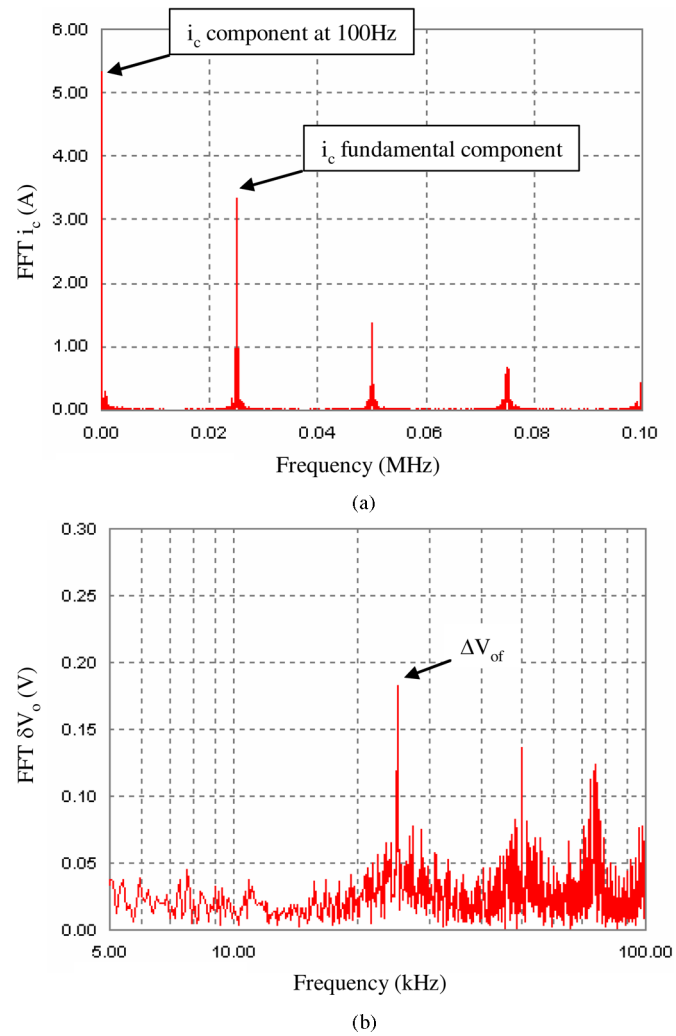 i_c component at 100Hz
i_c fundamental component
6.00
5.00
4.00
3.00
2.00
1.00
0.00
FFT i_c (A)
0.00 0.02 0.04 0.06 0.08 0.10
Frequency (MHz)
(a)
0.30
0.25
0.20
0.15
0.10
0.05
0.00
FFT δV_o (V)
ΔV_of
5.00 10.00 100.00
Frequency (kHz)
(b)